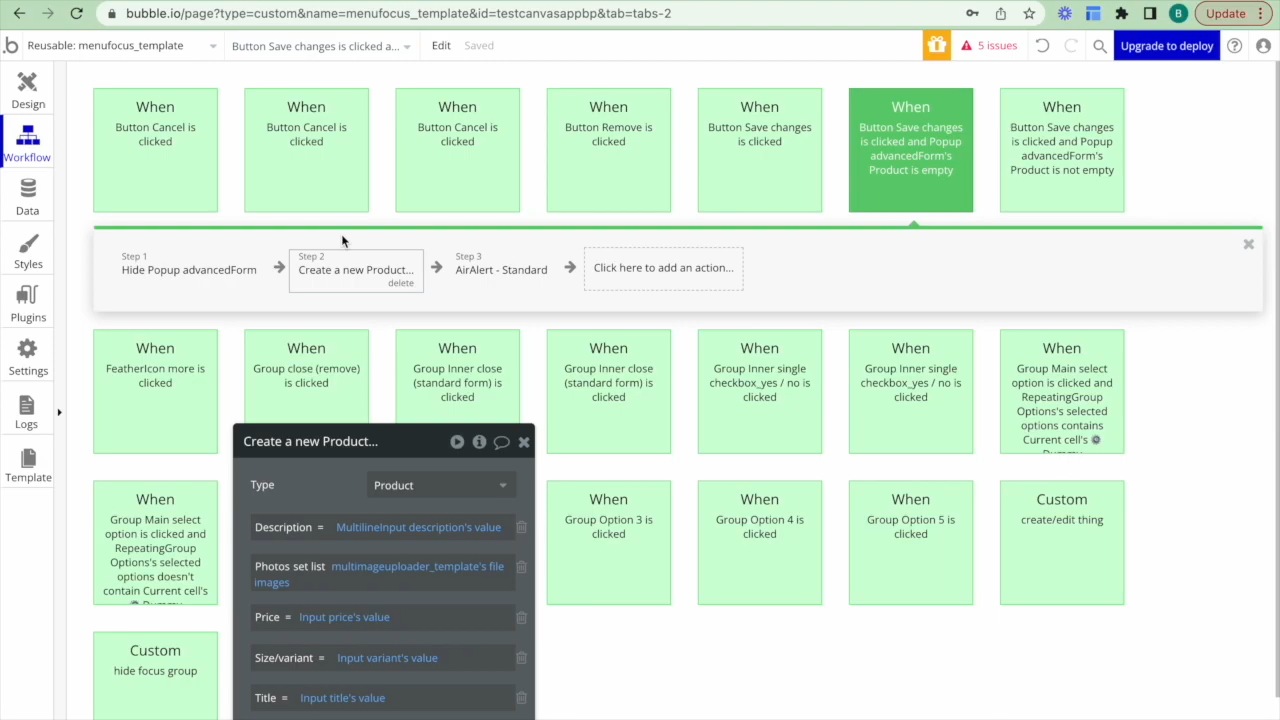 bubble.io/page?type=custom&name=menufocus_template&id=testcanvasappbp&tab=tabs-2
B
Update
b
Reusable: menufocus_template
Button Save changes is clicked a...
Edit
Saved
5 issues
Upgrade to deploy
Design
Workflow
Data
Styles
Plugins
Settings
Logs
Template
When
Button Cancel is
clicked
When
Button Cancel is
clicked
When
Button Cancel is
clicked
When
Button Remove is
clicked
When
Button Save changes
is clicked
When
Button Save changes
is clicked and Popup
advancedForm's
Product is empty
When
Button Save changes
is clicked and Popup
advancedForm's
Product is not empty
Step 1
Hide Popup advancedForm
Step 2
Create a new Product...
delete
Step 3
AirAlert - Standard
Click here to add an action...
When
FeatherIcon more is
clicked
When
Group close (remove)
is clicked
When
Group Inner close
(standard form) is
clicked
When
Group Inner close
(standard form) is
clicked
When
Group Inner single
checkbox_yes / no is
clicked
When
Group Inner single
checkbox_yes / no is
clicked
When
Group Main select
option is clicked and
RepeatingGroup
Options's selected
options contains
Current cell's
Dummy
When
Group Main select
option is clicked and
RepeatingGroup
Options's selected
options doesn't
contain Current cell's
Dummy
When
Group Option 3 is
clicked
When
Group Option 4 is
clicked
When
Group Option 5 is
clicked
Custom
create/edit thing
Custom
hide focus group
Create a new Product...
Type
Product
Description = MultilineInput description's value
Photos set list multimageuploader_template's file
images
Price = Input price's value
Size/variant = Input variant's value
Title = Input title's value